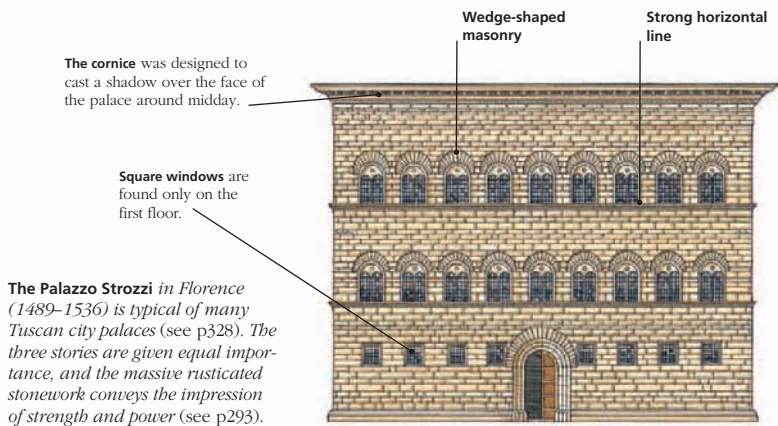 Wedge-shaped
masonry
Strong horizontal
line
The cornice was designed to
cast a shadow over the face of
the palace around midday.
Square windows are
found only on the
first floor.
The Palazzo Strozzi in Florence
(1489–1536) is typical of many
Tuscan city palaces (see p328). The
three stories are given equal impor-
tance, and the massive rusticated
stonework conveys the impression
of strength and power (see p293).